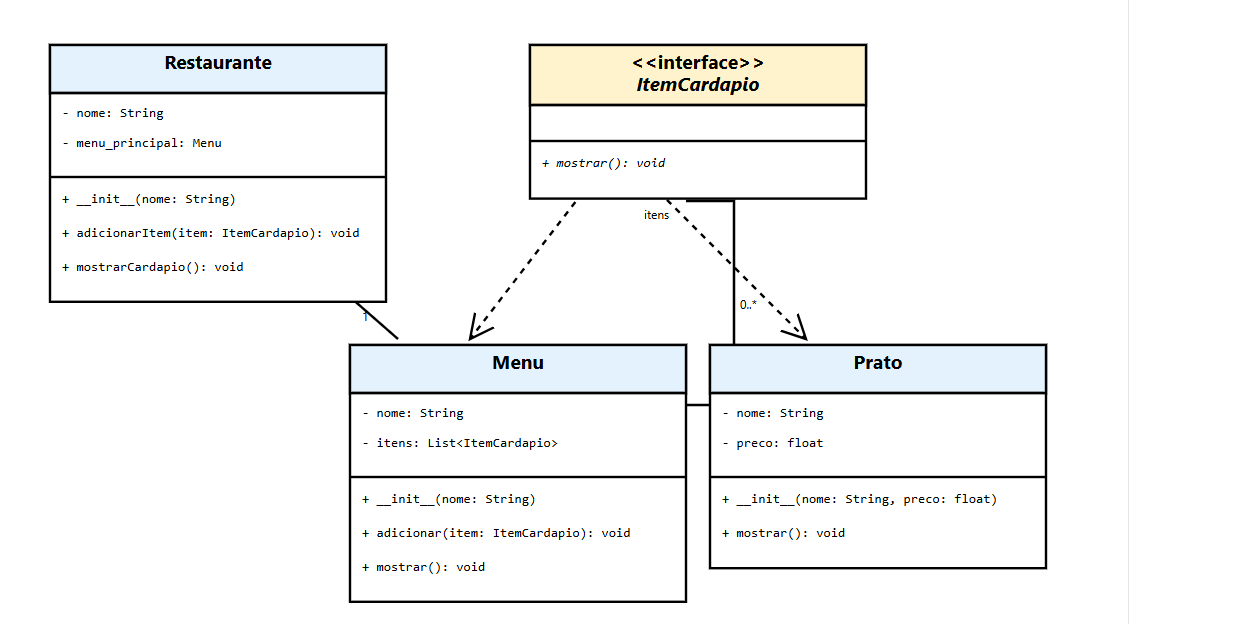 Restaurante
- nome: String
- menu_principal: Menu
+ __init__(nome: String)
+ adicionarItem(item: ItemCardapio): void
+ mostrarCardapio(): void
<<interface>>
ItemCardapio
+ mostrar(): void
itens
0..*
1
Menu
- nome: String
- itens: List<ItemCardapio>
+ __init__(nome: String)
+ adicionar(item: ItemCardapio): void
+ mostrar(): void
Prato
- nome: String
- preco: float
+ __init__(nome: String, preco: float)
+ mostrar(): void